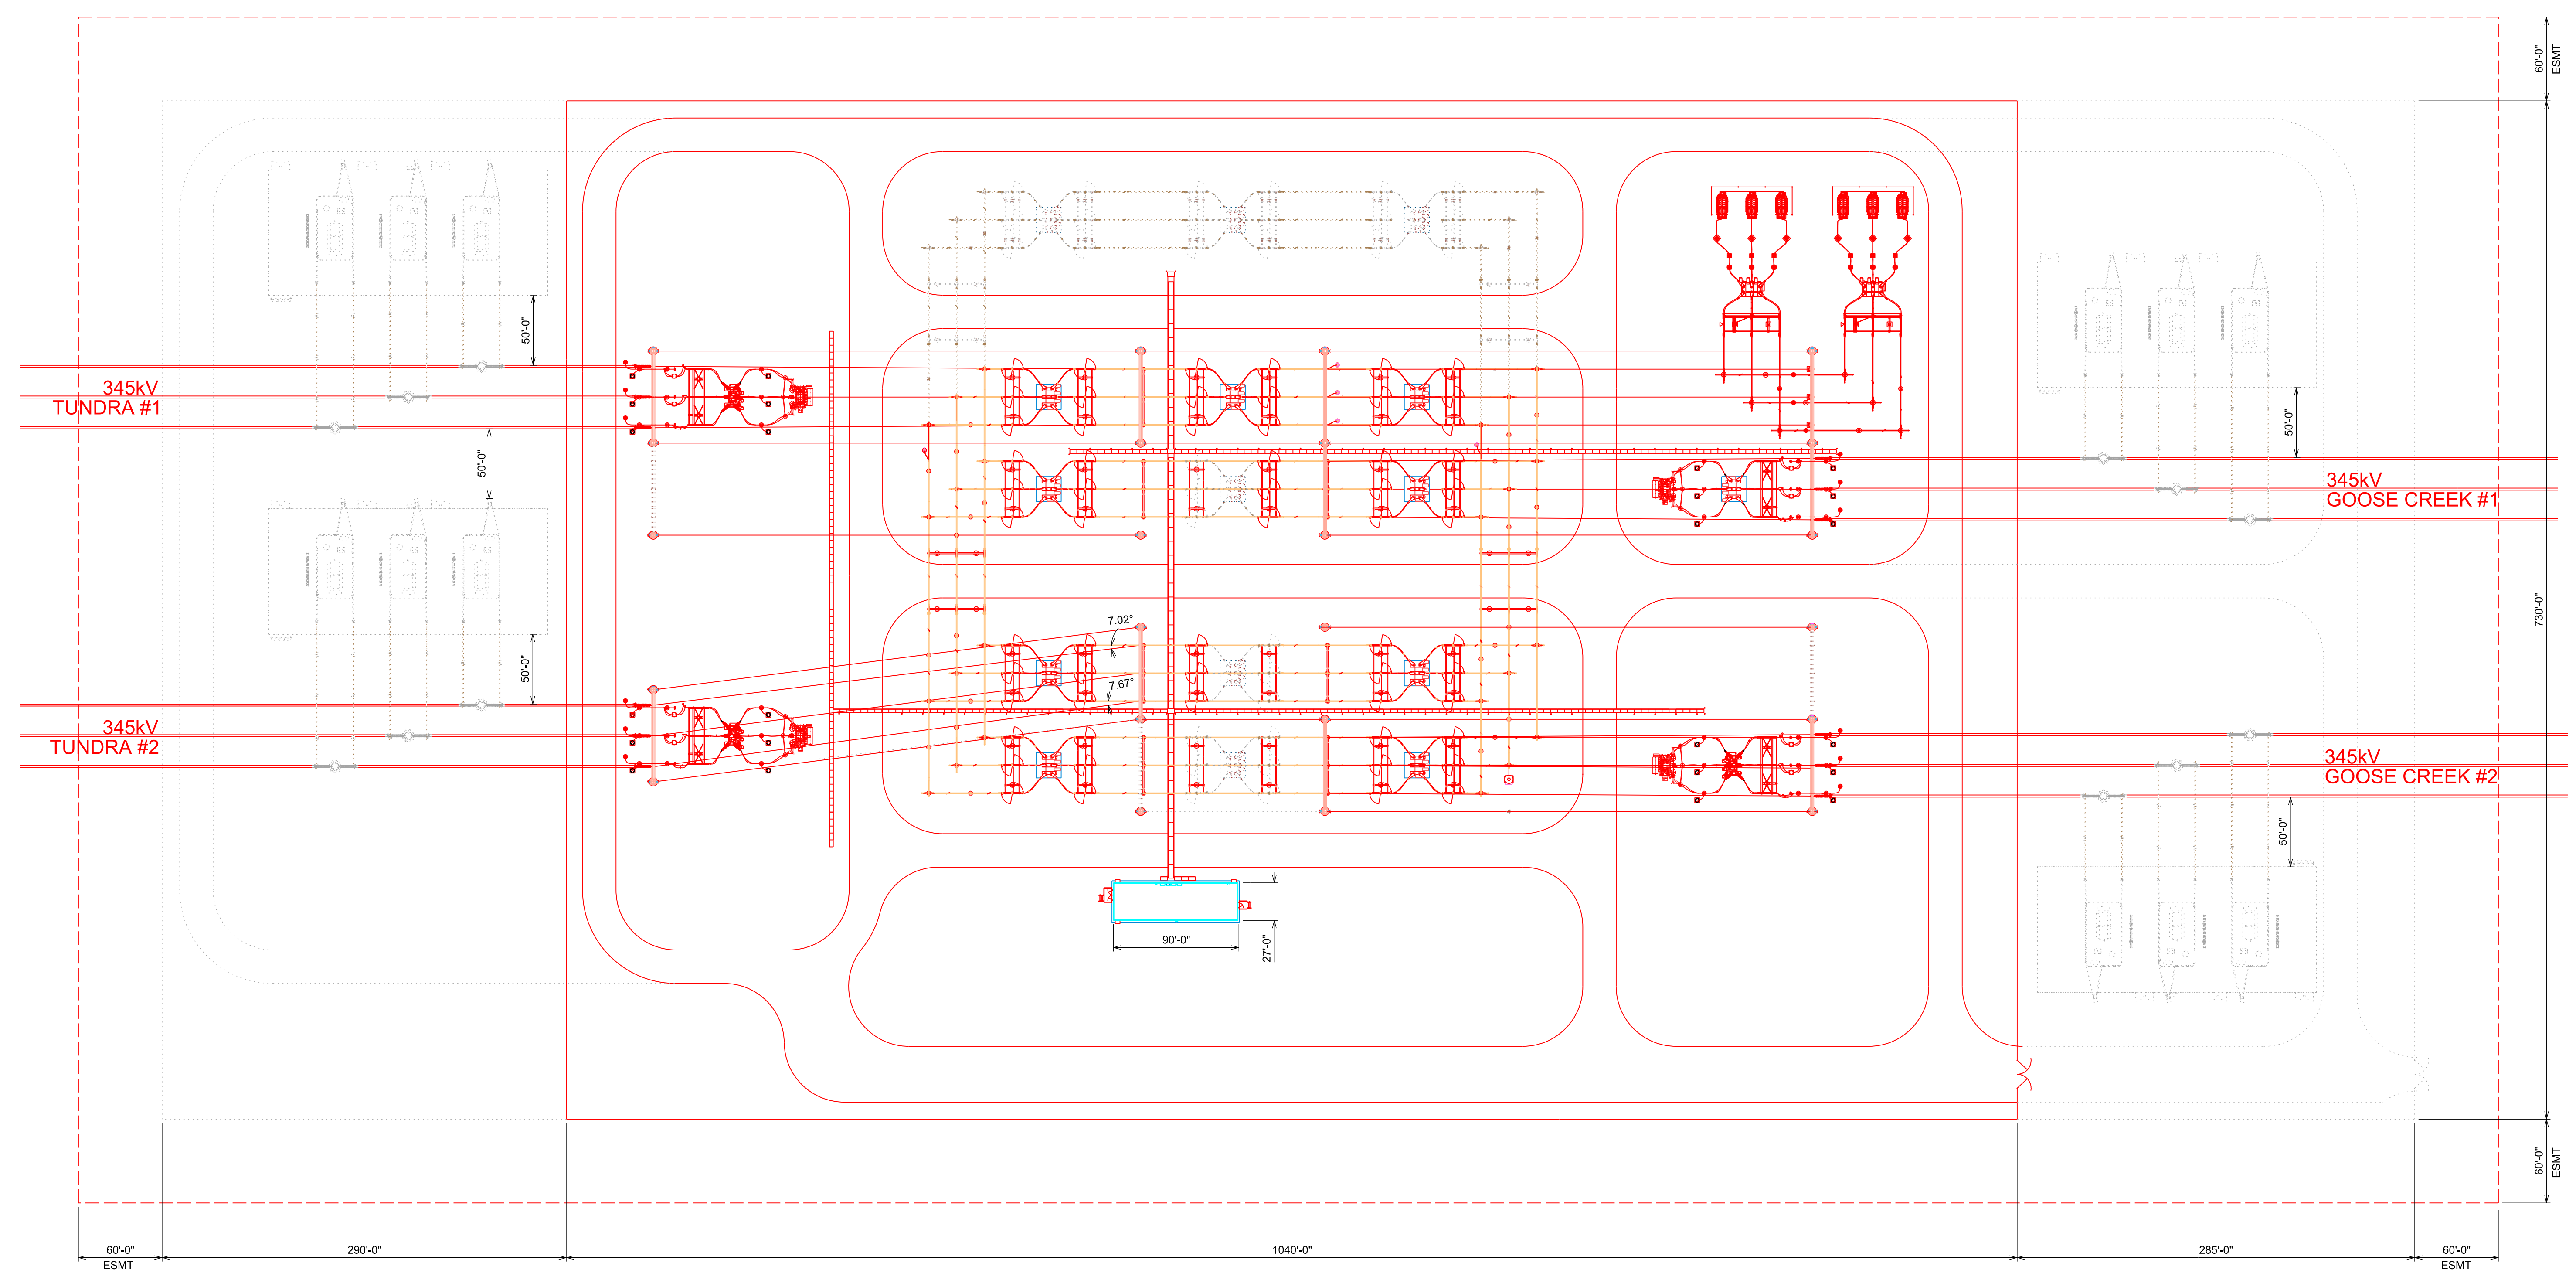 60'-0"
ESMT
50'-0"
345kV
TUNDRA #1
50'-0"
50'-0"
345kV
GOOSE CREEK #1
50'-0"
730'-0"
7.02°
7.67°
345kV
TUNDRA #2
345kV
GOOSE CREEK #2
50'-0"
90'-0"
27'-0"
60'-0"
ESMT
60'-0"
ESMT
290'-0"
1040'-0"
285'-0"
60'-0"
ESMT